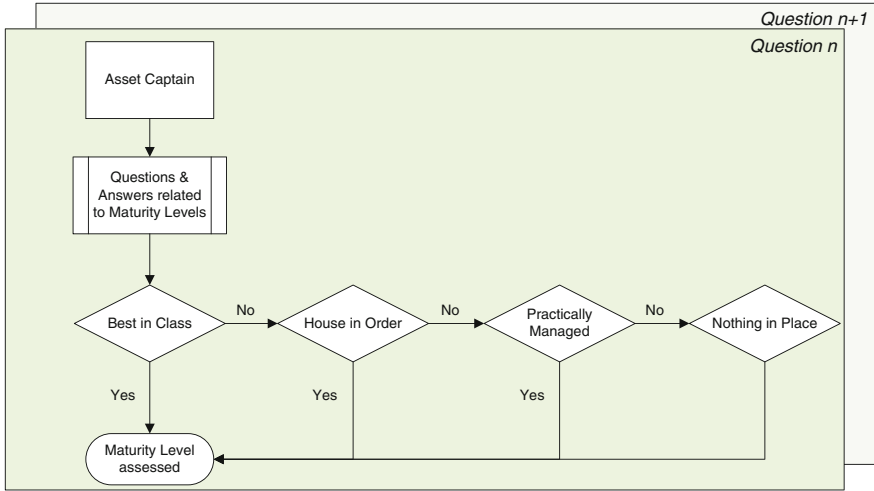 Question n+1
Question n
Asset Captain
Questions &
Answers related
to Maturity Levels
Best in Class
No
House in Order
No
Practically
Managed
No
Nothing in Place
Yes
Yes
Yes
Maturity Level
assessed